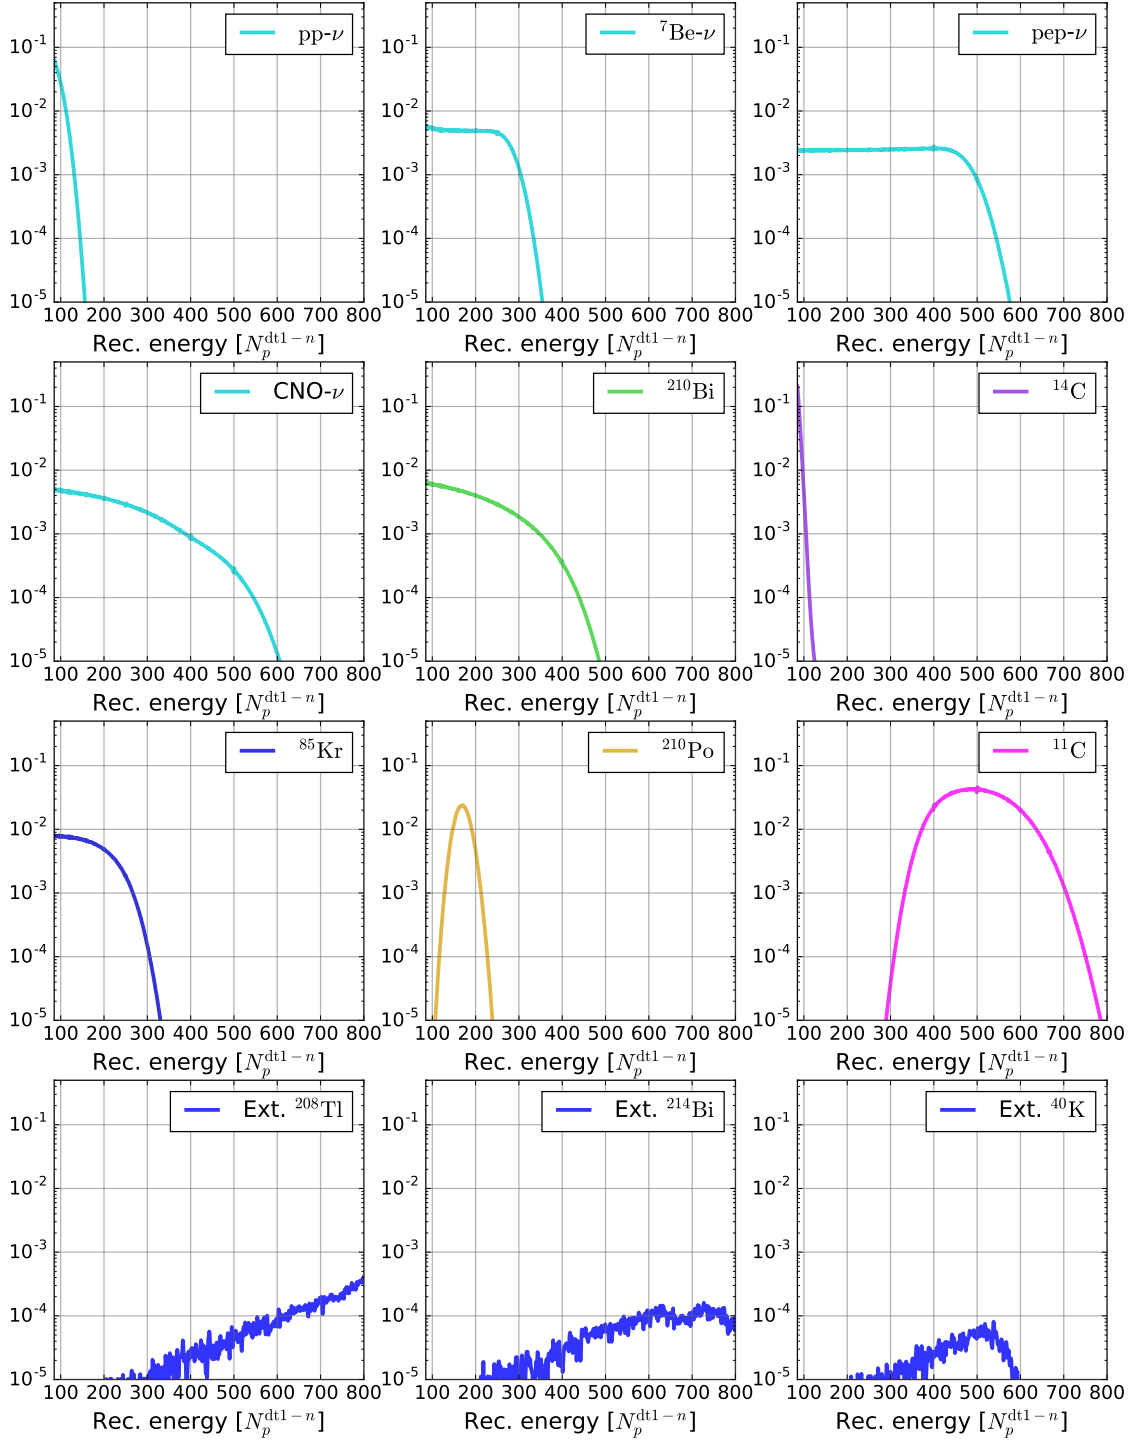 pp-ν ⁷Be-ν pep-ν
10⁻¹ 10⁻¹ 10⁻¹
10⁻² 10⁻² 10⁻²
10⁻³ 10⁻³ 10⁻³
10⁻⁴ 10⁻⁴ 10⁻⁴
10⁻⁵ 10⁻⁵ 10⁻⁵
100 200 300 400 500 600 700 800 100 200 300 400 500 600 700 800 100 200 300 400 500 600 700 800
Rec. energy [N_p^{dt1−n}] Rec. energy [N_p^{dt1−n}] Rec. energy [N_p^{dt1−n}]
CNO-ν ²¹⁰Bi ¹⁴C
10⁻¹ 10⁻¹ 10⁻¹
10⁻² 10⁻² 10⁻²
10⁻³ 10⁻³ 10⁻³
10⁻⁴ 10⁻⁴ 10⁻⁴
10⁻⁵ 10⁻⁵ 10⁻⁵
100 200 300 400 500 600 700 800 100 200 300 400 500 600 700 800 100 200 300 400 500 600 700 800
Rec. energy [N_p^{dt1−n}] Rec. energy [N_p^{dt1−n}] Rec. energy [N_p^{dt1−n}]
⁸⁵Kr ²¹⁰Po ¹¹C
10⁻¹ 10⁻¹ 10⁻¹
10⁻² 10⁻² 10⁻²
10⁻³ 10⁻³ 10⁻³
10⁻⁴ 10⁻⁴ 10⁻⁴
10⁻⁵ 10⁻⁵ 10⁻⁵
100 200 300 400 500 600 700 800 100 200 300 400 500 600 700 800 100 200 300 400 500 600 700 800
Rec. energy [N_p^{dt1−n}] Rec. energy [N_p^{dt1−n}] Rec. energy [N_p^{dt1−n}]
Ext. ²⁰⁸Tl Ext. ²¹⁴Bi Ext. ⁴⁰K
10⁻¹ 10⁻¹ 10⁻¹
10⁻² 10⁻² 10⁻²
10⁻³ 10⁻³ 10⁻³
10⁻⁴ 10⁻⁴ 10⁻⁴
10⁻⁵ 10⁻⁵ 10⁻⁵
100 200 300 400 500 600 700 800 100 200 300 400 500 600 700 800 100 200 300 400 500 600 700 800
Rec. energy [N_p^{dt1−n}] Rec. energy [N_p^{dt1−n}] Rec. energy [N_p^{dt1−n}]